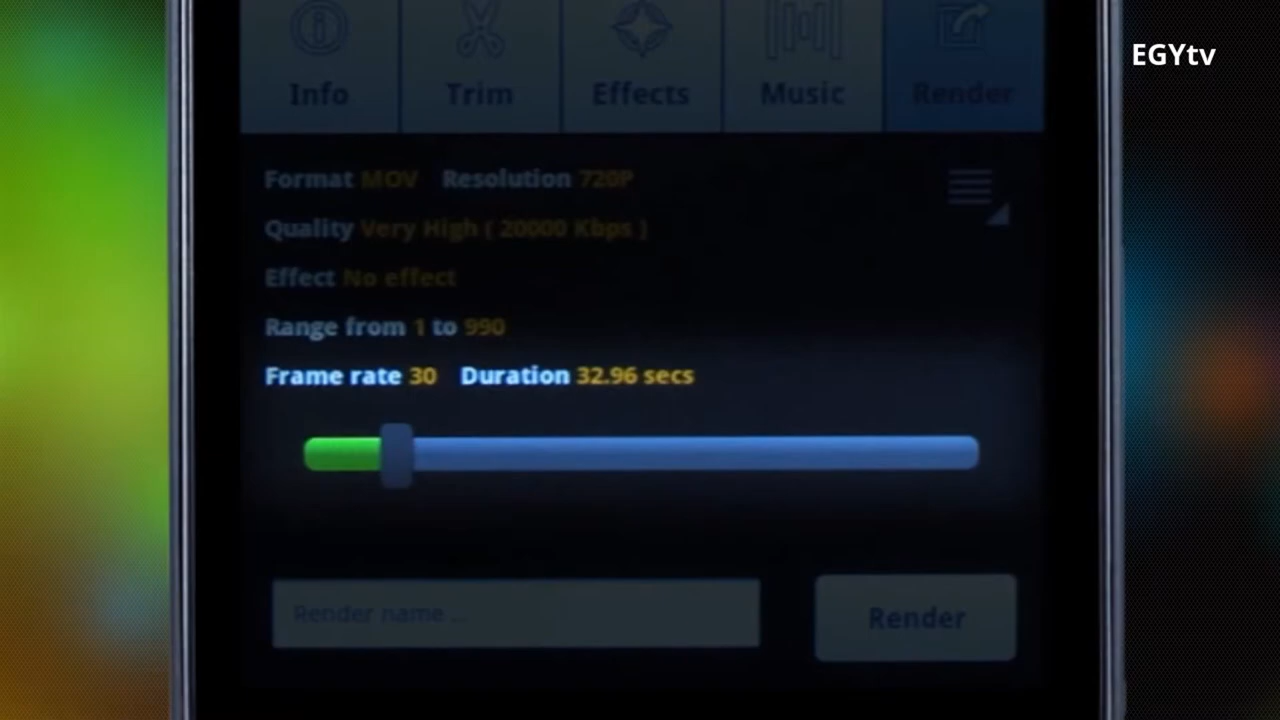 EGYtv
Info Trim Effects Music Render
Format MOV Resolution 720P
Quality Very High ( 20000 Kbps )
Effect No effect
Range from 1 to 990
Frame rate 30 Duration 32.96 secs
Render name ...
Render